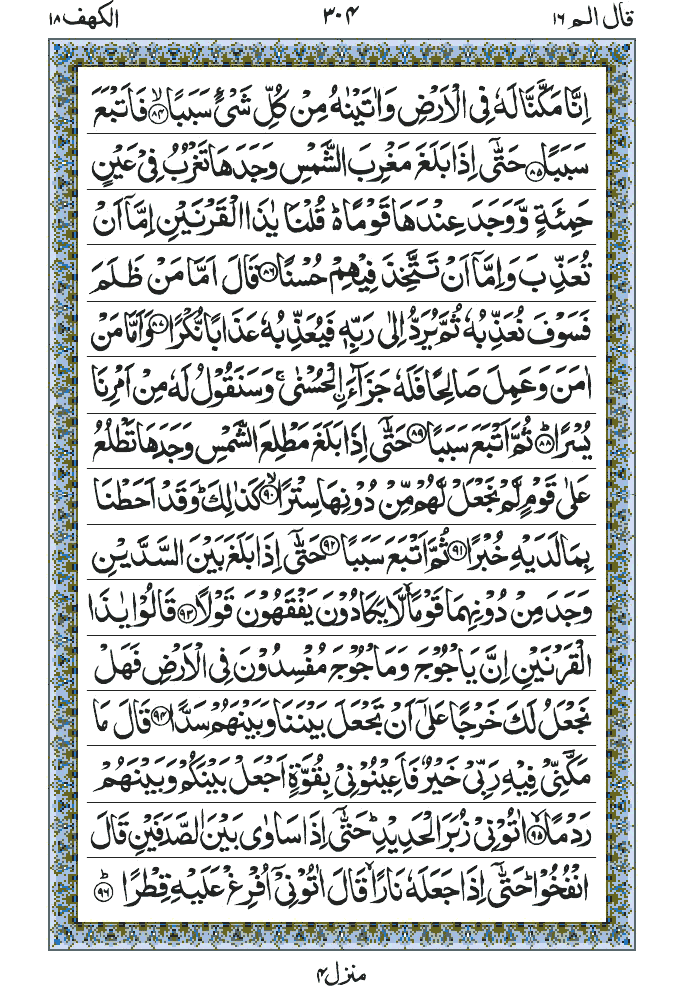 قال الم ١٦ ٣٠٤ الكهف ١٨
اِنَّا مَكَّنَّا لَهٗ فِی الْاَرْضِ وَاٰتَيْنٰهُ مِنْ كُلِّ شَیْءٍ سَبَبًا ۙ﴿۸۴﴾ فَاَتْبَعَ
سَبَبًا ﴿۸۵﴾ حَتّٰۤی اِذَا بَلَغَ مَغْرِبَ الشَّمْسِ وَجَدَهَا تَغْرُبُ فِیْ عَيْنٍ
حَمِئَةٍ وَّوَجَدَ عِنْدَهَا قَوْمًا ؕ۬ قُلْنَا يٰذَا الْقَرْنَيْنِ اِمَّاۤ اَنْ
تُعَذِّبَ وَاِمَّاۤ اَنْ تَتَّخِذَ فِيْهِمْ حُسْنًا ﴿۸۶﴾ قَالَ اَمَّا مَنْ ظَلَمَ
فَسَوْفَ نُعَذِّبُهٗ ثُمَّ يُرَدُّ اِلٰی رَبِّهٖ فَيُعَذِّبُهٗ عَذَابًا نُّكْرًا ﴿۸۷﴾ وَاَمَّا مَنْ
اٰمَنَ وَعَمِلَ صَالِحًا فَلَهٗ جَزَآءَ ۨالْحُسْنٰی ۚ وَسَنَقُوْلُ لَهٗ مِنْ اَمْرِنَا
يُسْرًا ؕ﴿۸۸﴾ ثُمَّ اَتْبَعَ سَبَبًا ﴿۸۹﴾ حَتّٰۤی اِذَا بَلَغَ مَطْلِعَ الشَّمْسِ وَجَدَهَا تَطْلُعُ
عَلٰی قَوْمٍ لَّمْ نَجْعَلْ لَّهُمْ مِّنْ دُوْنِهَا سِتْرًا ۙ﴿۹۰﴾ كَذٰلِكَ ؕ وَقَدْ اَحَطْنَا
بِمَا لَدَيْهِ خُبْرًا ﴿۹۱﴾ ثُمَّ اَتْبَعَ سَبَبًا ﴿۹۲﴾ حَتّٰۤی اِذَا بَلَغَ بَيْنَ السَّدَّيْنِ
وَجَدَ مِنْ دُوْنِهِمَا قَوْمًا ۙ لَّا يَكَادُوْنَ يَفْقَهُوْنَ قَوْلًا ﴿۹۳﴾ قَالُوْا يٰذَا
الْقَرْنَيْنِ اِنَّ يَاْجُوْجَ وَمَاْجُوْجَ مُفْسِدُوْنَ فِی الْاَرْضِ فَهَلْ
نَجْعَلُ لَكَ خَرْجًا عَلٰۤی اَنْ تَجْعَلَ بَيْنَنَا وَبَيْنَهُمْ سَدًّا ﴿۹۴﴾ قَالَ مَا
مَكَّنِّیْ فِيْهِ رَبِّیْ خَيْرٌ فَاَعِيْنُوْنِیْ بِقُوَّةٍ اَجْعَلْ بَيْنَكُمْ وَبَيْنَهُمْ
رَدْمًا ۙ﴿۹۵﴾ اٰتُوْنِیْ زُبَرَ الْحَدِيْدِ ؕ حَتّٰۤی اِذَا سَاوٰی بَيْنَ الصَّدَفَيْنِ قَالَ
انْفُخُوْا ؕ حَتّٰۤی اِذَا جَعَلَهٗ نَارًا ۙ قَالَ اٰتُوْنِیْۤ اُفْرِغْ عَلَيْهِ قِطْرًا ؕ﴿۹۶﴾
منزل ۴